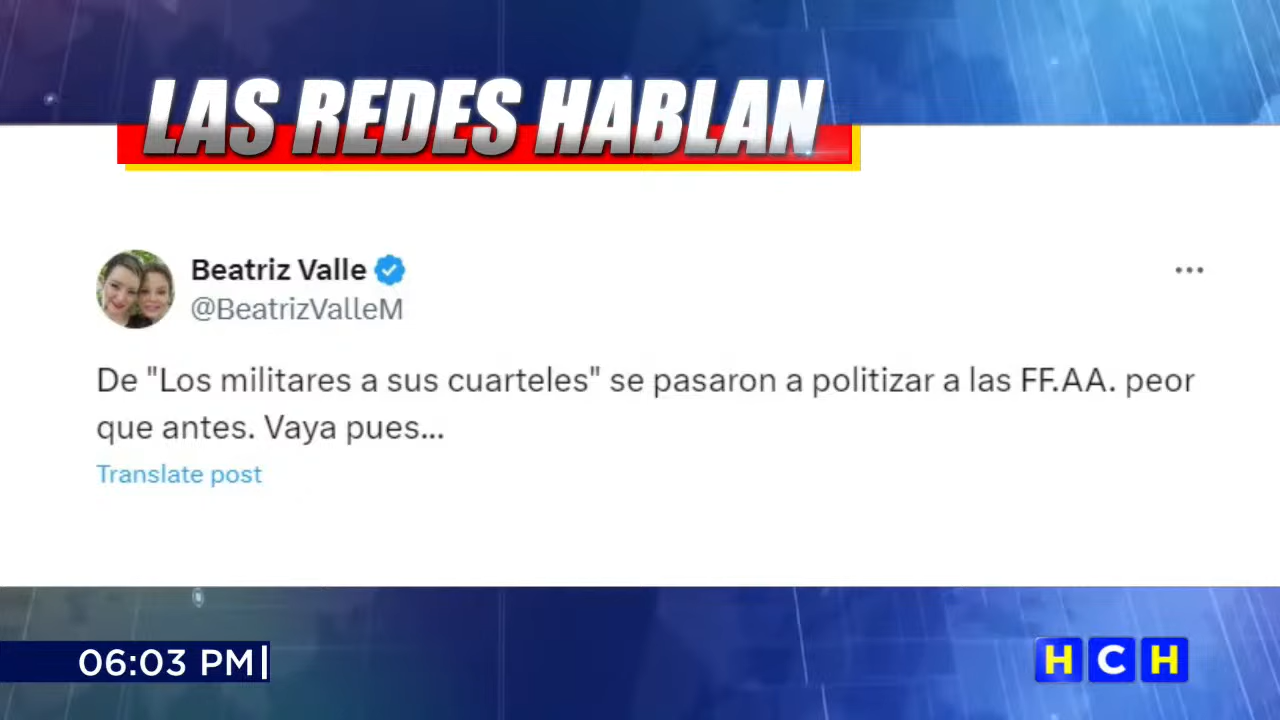 LAS REDES HABLAN
Beatriz Valle
@BeatrizValleM
De "Los militares a sus cuarteles" se pasaron a politizar a las FF.AA. peor
que antes. Vaya pues...
Translate post
06:03 PM
HCH